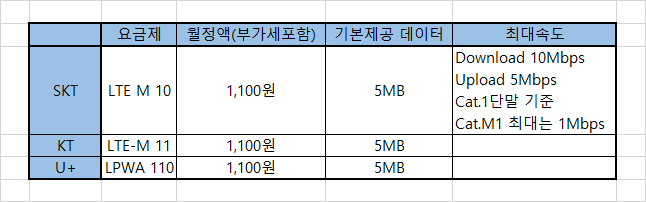 요금제 월정액(부가세포함) 기본제공 데이터 최대속도
SKT LTE M 10 1,100원 5MB Download 10Mbps
Upload 5Mbps
Cat.1단말 기준
Cat.M1 최대는 1Mbps
KT LTE-M 11 1,100원 5MB
U+ LPWA 110 1,100원 5MB